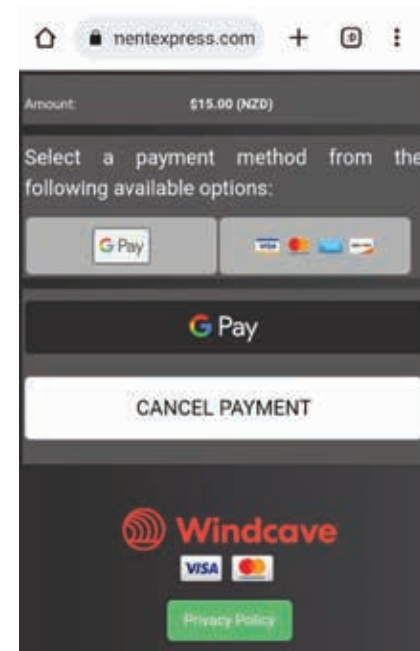 nentexpress.com
Amount: $15.00 (NZD)
Select a payment method from the
following available options:
G Pay VISA
G Pay
CANCEL PAYMENT
Windcave
VISA
Privacy Policy